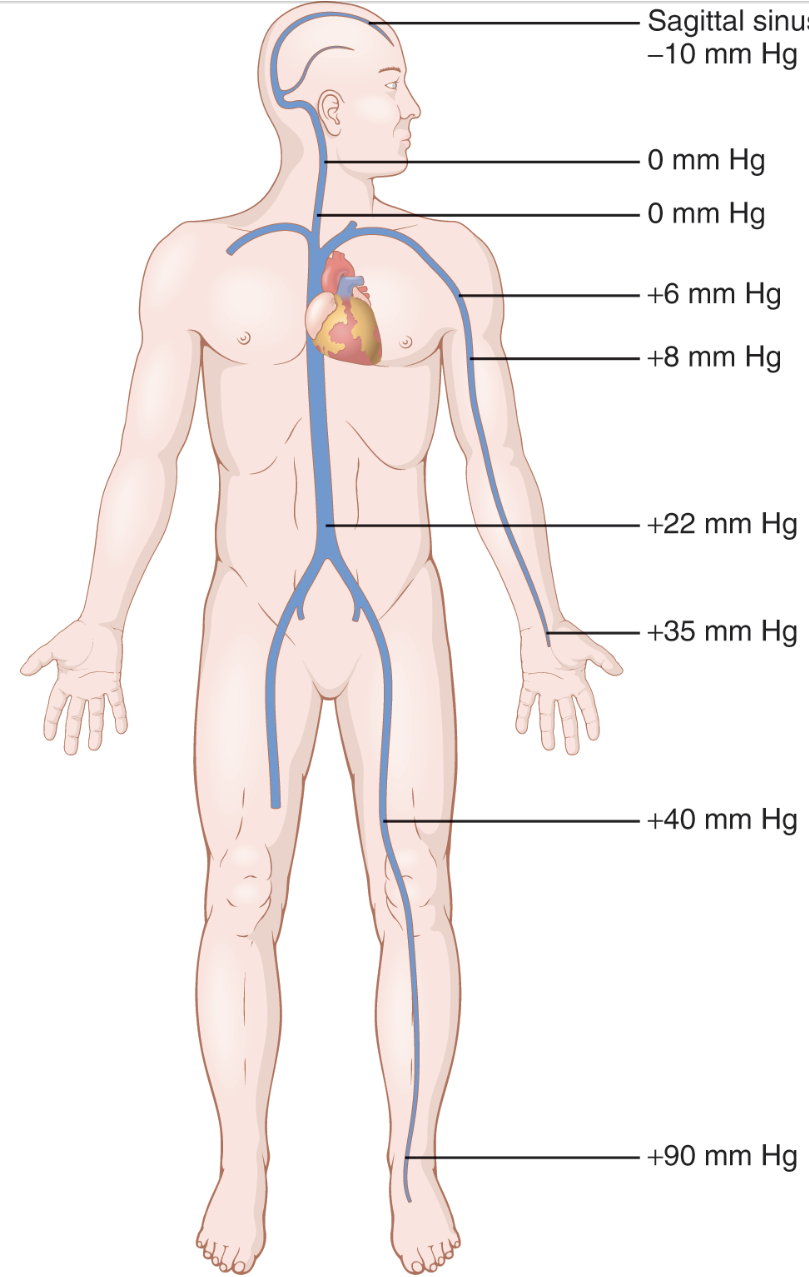 Sagittal sinus
–10 mm Hg
0 mm Hg
0 mm Hg
+6 mm Hg
+8 mm Hg
+22 mm Hg
+35 mm Hg
+40 mm Hg
+90 mm Hg